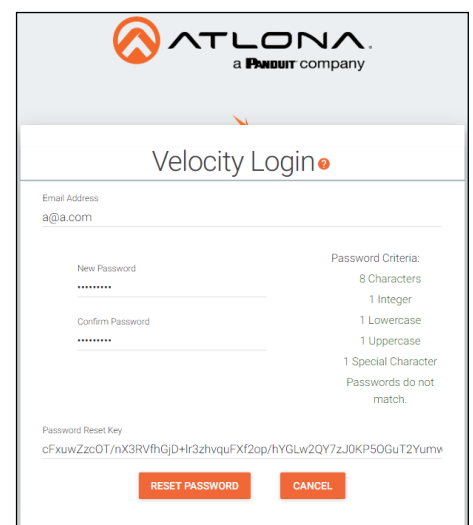 ATLONA.
a PANDUIT company
Velocity Login ?
Email Address
a@a.com
New Password
•••••••••
Confirm Password
•••••••••
Password Criteria:
8 Characters
1 Integer
1 Lowercase
1 Uppercase
1 Special Character
Passwords do not
match.
Password Reset Key
cFxuwZzcOT/nX3RVfhGjD+Ir3zhvquFXf2op/hYGLw2QY7zJ0KP5OGuT2Yumw
RESET PASSWORD
CANCEL